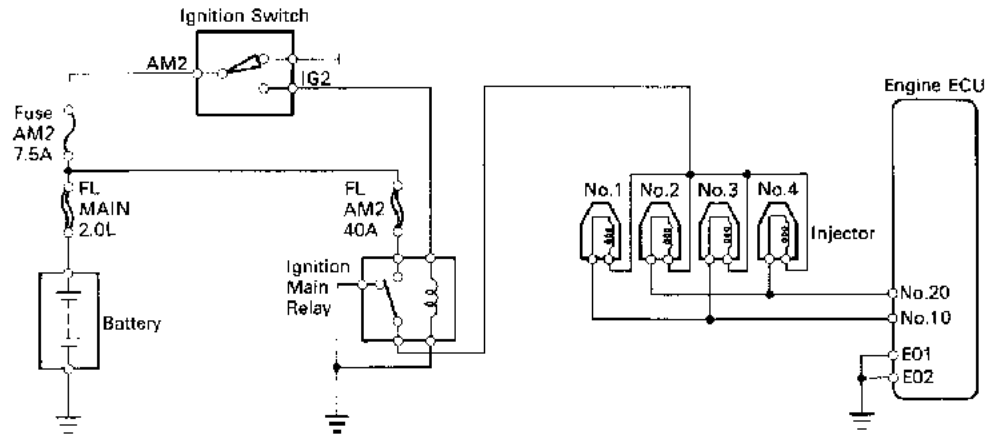 Ignition Switch
AM2
IG2
Engine ECU
Fuse
AM2
7.5A
FL
MAIN
2.0L
FL
AM2
40A
No.1
No.2
No.3
No.4
Injector
Ignition
Main
Relay
Battery
No.20
No.10
E01
E02